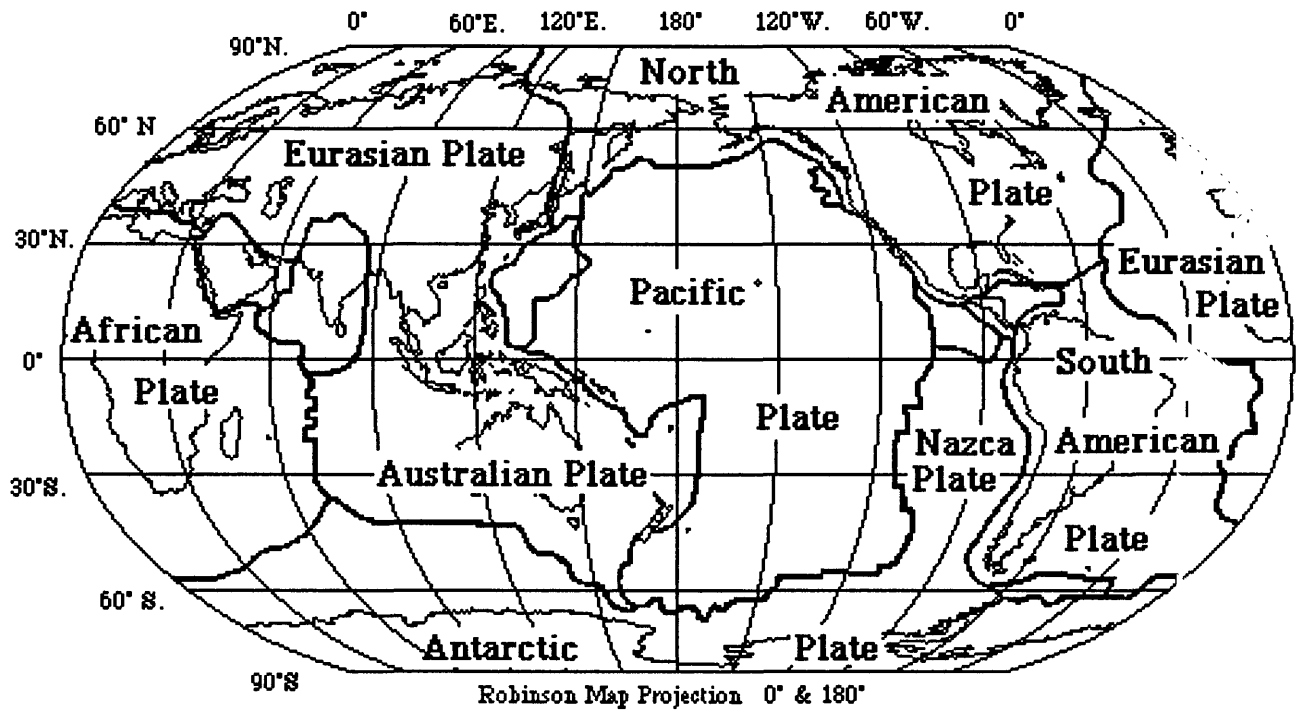 0° 60°E. 120°E. 180° 120°W. 60°W. 0°
90°N.
North
American
60° N
Eurasian Plate
Plate
30°N.
Eurasian
Pacific
Plate
African
0°
South
Plate
Plate
Nazca
American
Australian Plate
Plate
30°S.
Plate
60° S.
Antarctic
Plate
90°S
Robinson Map Projection 0° & 180°